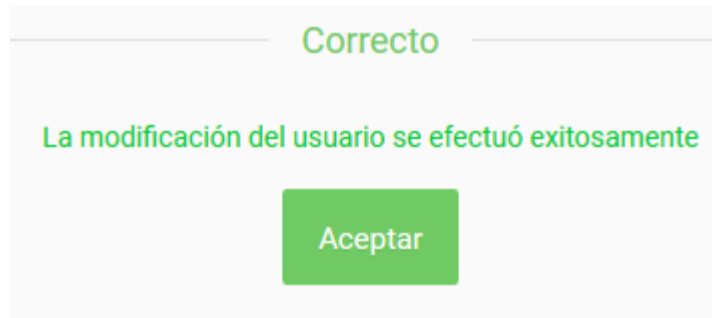 Correcto
La modificación del usuario se efectuó exitosamente
Aceptar